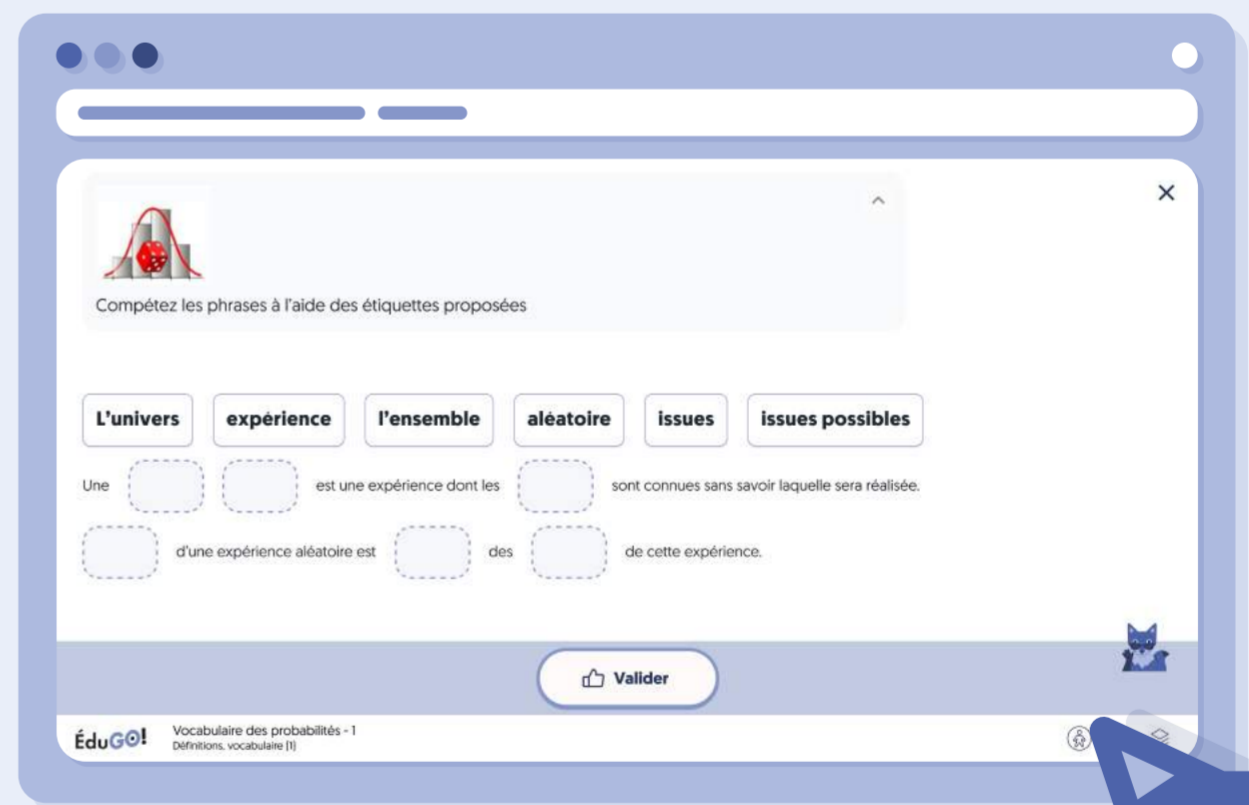 Compétez les phrases à l'aide des étiquettes proposées
L'univers expérience l'ensemble aléatoire issues issues possibles
Une est une expérience dont les sont connues sans savoir laquelle sera réalisée.
d'une expérience aléatoire est des de cette expérience.
Valider
ÉduGO!
Vocabulaire des probabilités - 1
Définitions, vocabulaire (1)